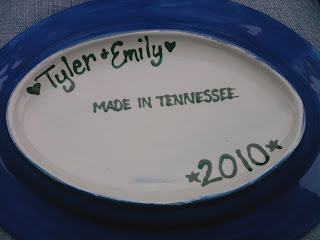 ♥Tyler + Emily♥
MADE IN TENNESSEE
★2010★